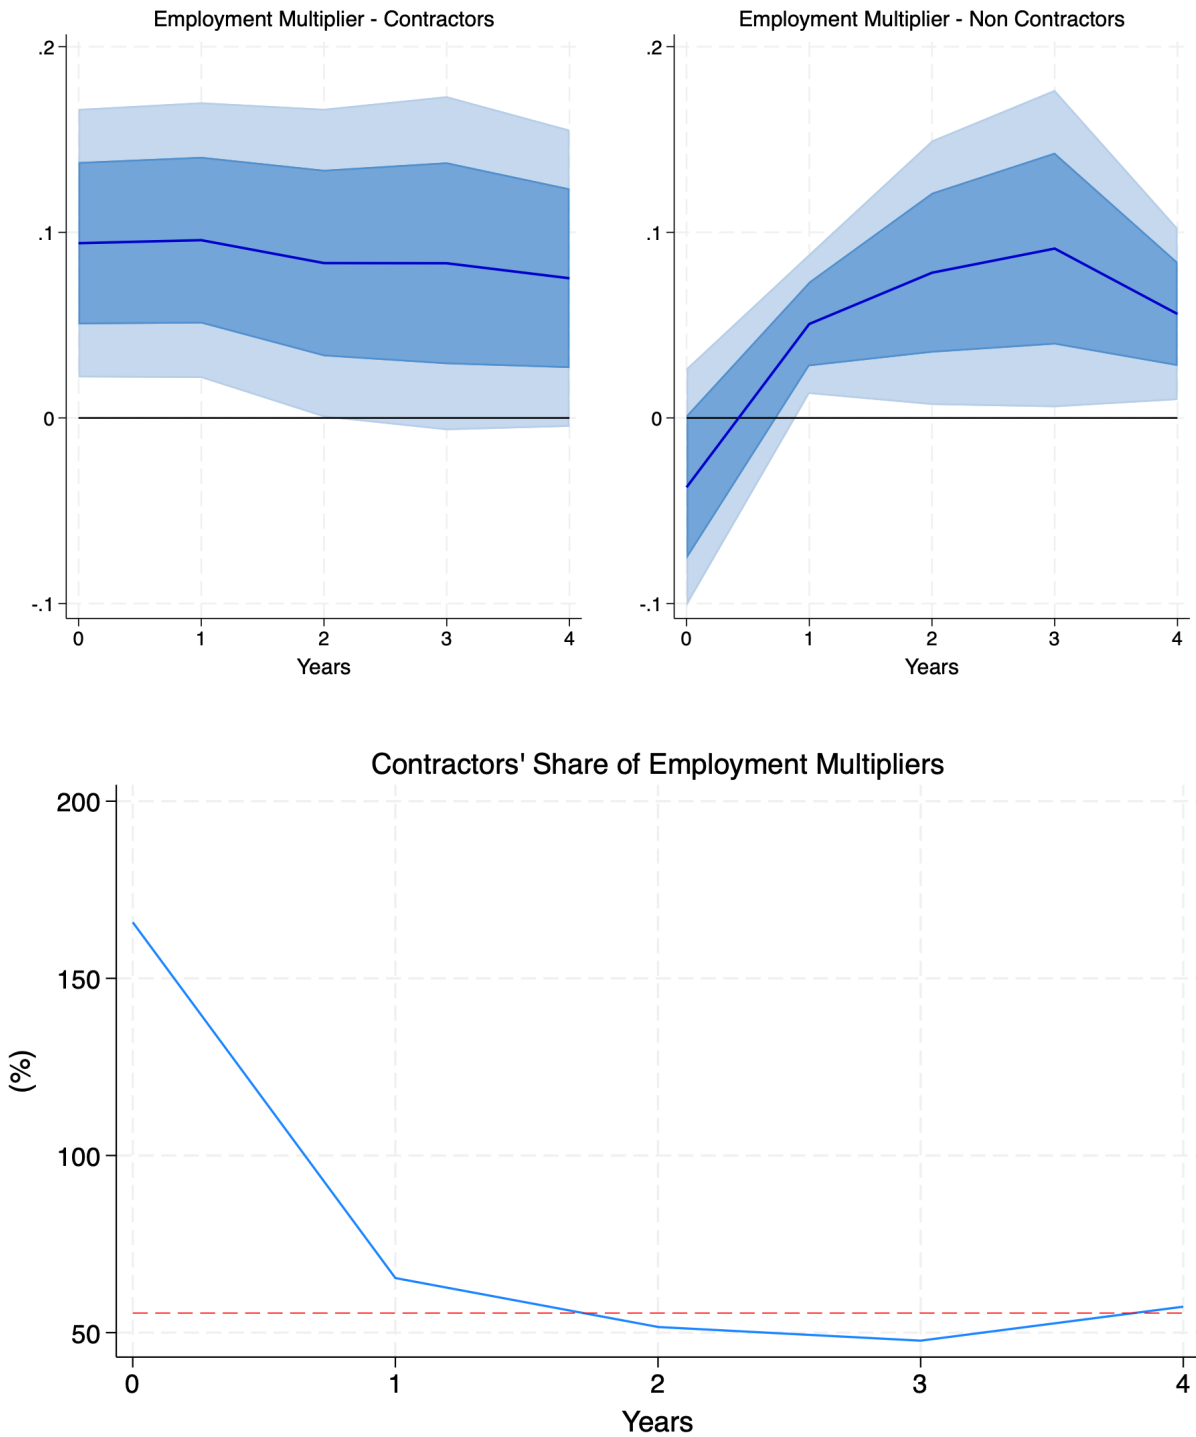 Employment Multiplier - Contractors
.2
.1
0
-.1
0 1 2 3 4
Years
Employment Multiplier - Non Contractors
.2
.1
0
-.1
0 1 2 3 4
Years
Contractors' Share of Employment Multipliers
200
150
100
50
(%)
0 1 2 3 4
Years